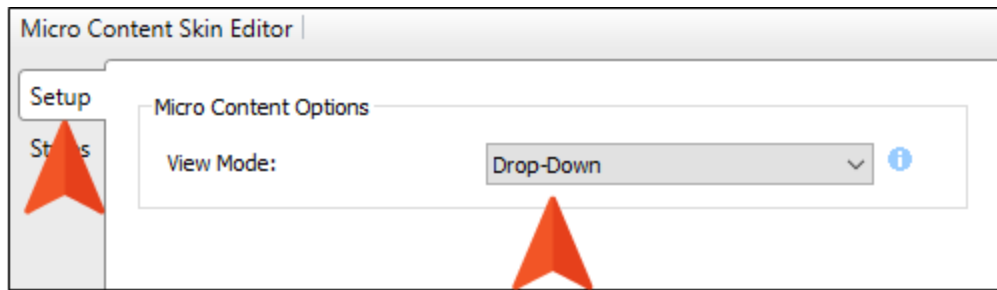 Micro Content Skin Editor
Setup
Micro Content Options
View Mode:
Drop-Down